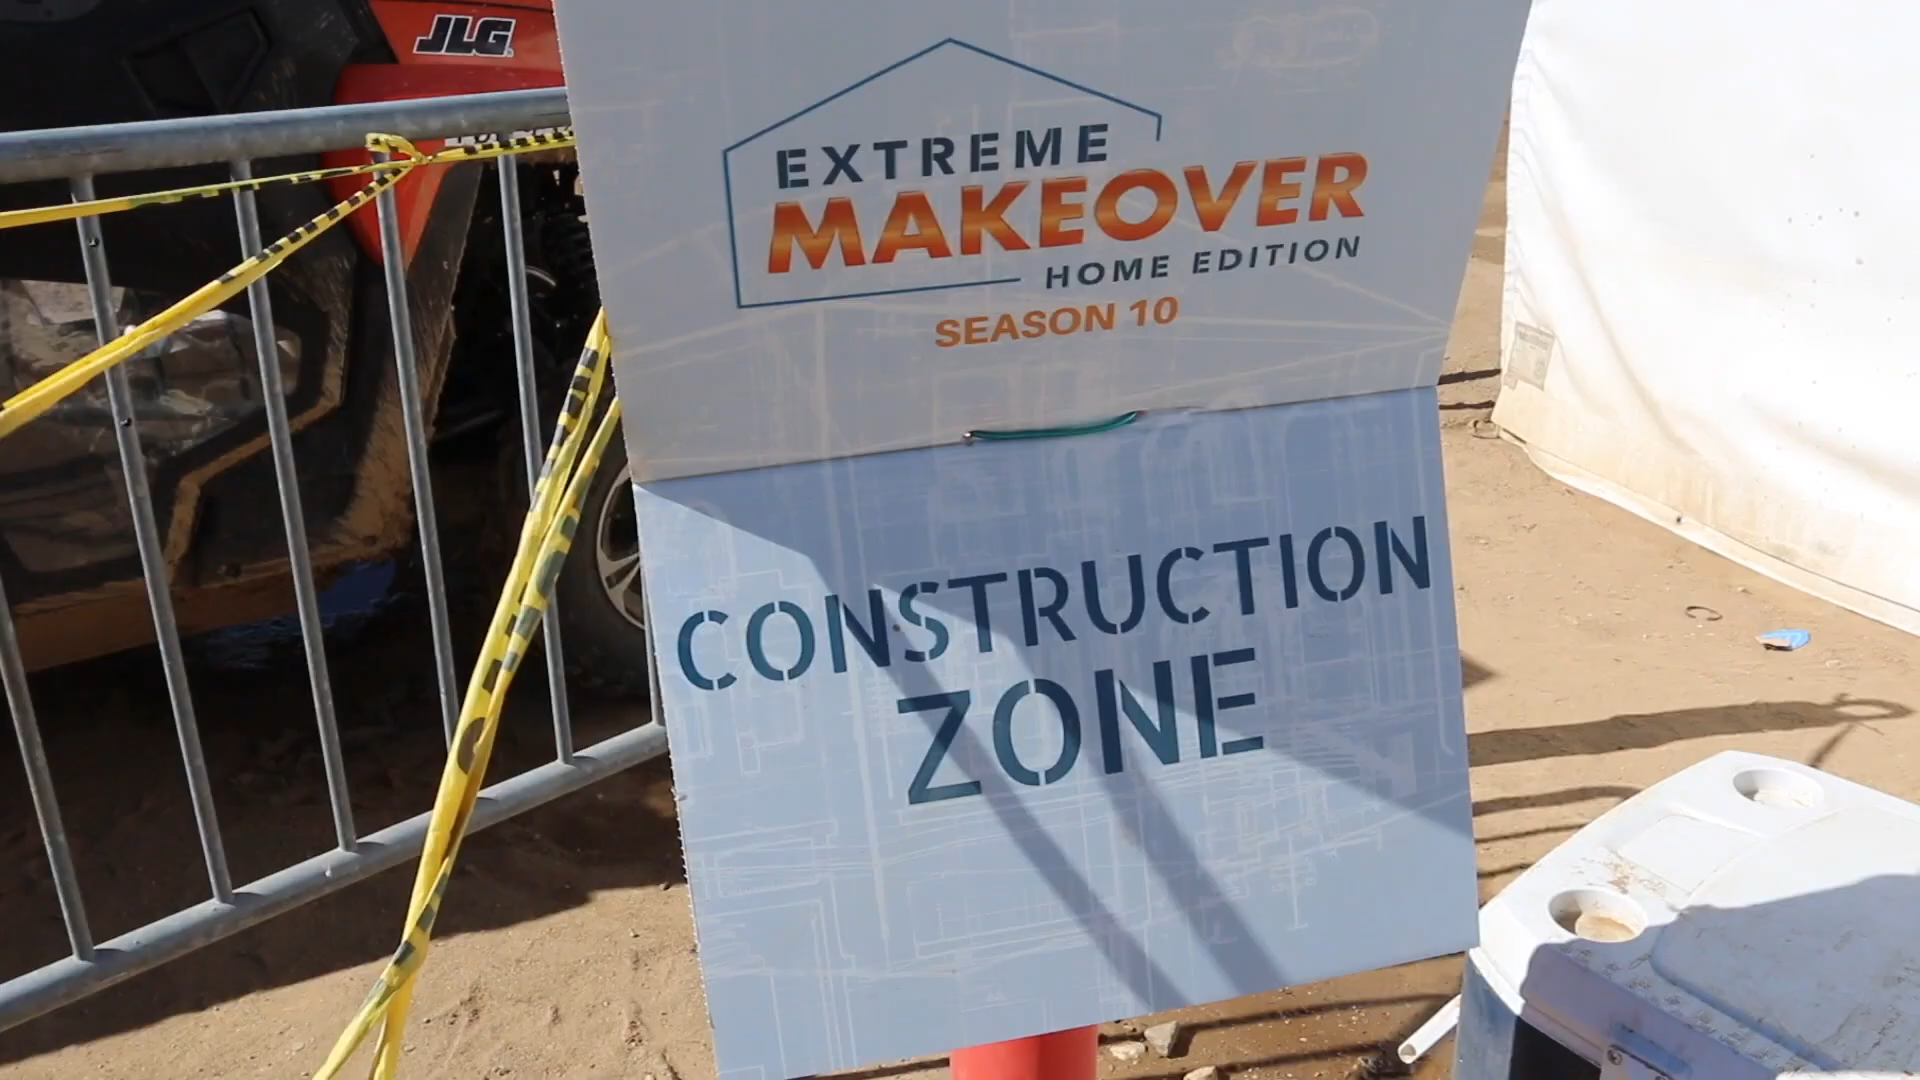 JLG
EXTREME
MAKEOVER
HOME EDITION
SEASON 10
CONSTRUCTION
ZONE